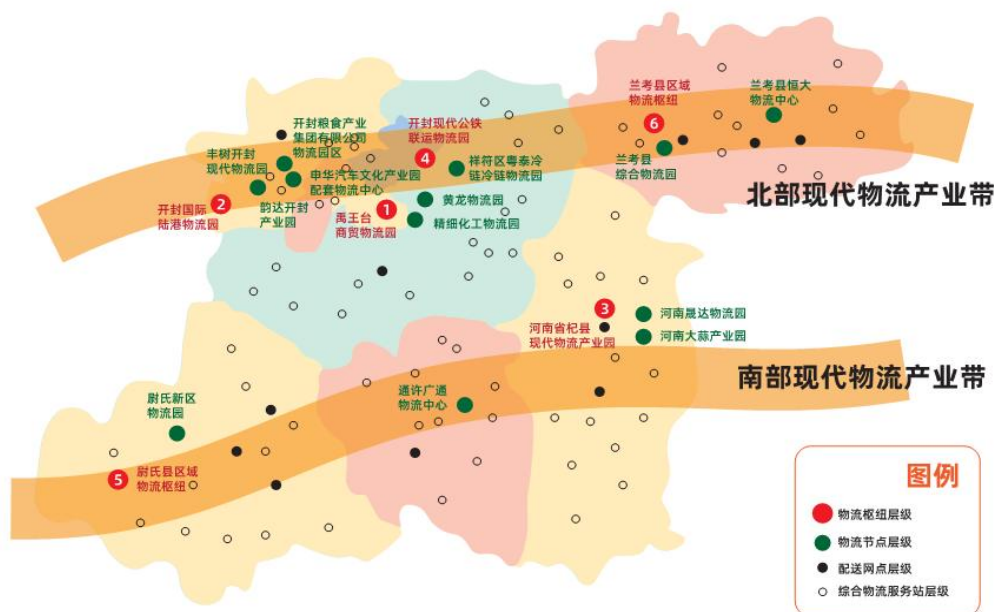 开封粮食产业
集团有限公司
物流园区
丰树开封
现代物流园
申华汽车文化产业园
配套物流中心
2
开封国际
陆港物流园
韵达开封
产业园
开封现代公铁
联运物流园
4
祥符区粤泰冷
链冷链物流园
1
禹王台
商贸物流园
黄龙物流园
精细化工物流园
兰考县区域
物流枢纽
6
兰考县恒大
物流中心
兰考县
综合物流园
北部现代物流产业带
3
河南省杞县
现代物流产业园
河南晟达物流园
河南大蒜产业园
南部现代物流产业带
尉氏新区
物流园
通许广通
物流中心
5
尉氏县区域
物流枢纽
图例
物流枢纽层级
物流节点层级
配送网点层级
综合物流服务站层级